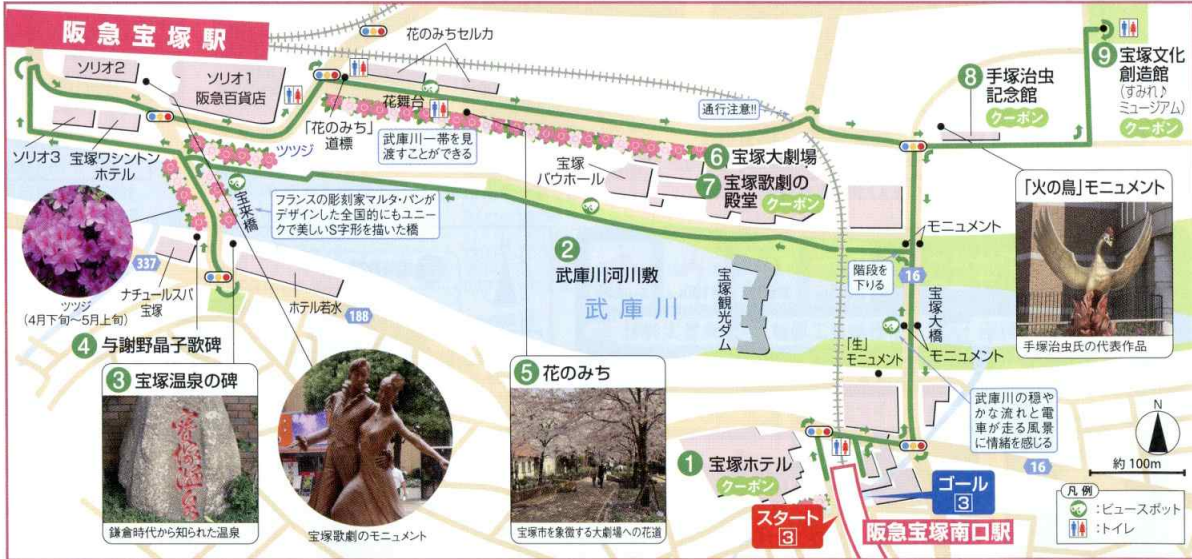 阪急宝塚駅
ソリオ2
ソリオ1
阪急百貨店
ソリオ3
宝塚ワシントン
ホテル
ツツジ
「花のみち」
道標
花のみちセルカ
花舞台
武庫川一帯を見
渡すことができる
通行注意!!
宝塚
バウホール
6 宝塚大劇場
7 宝塚歌劇の
殿堂 クーポン
8 手塚治虫
記念館
クーポン
9 宝塚文化
創造館
(すみれ♪
ミュージアム)
クーポン
「火の鳥」モニュメント
手塚治虫氏の代表作品
宝来橋
フランスの彫刻家マルタ・パンが
デザインした全国的にもユニー
クで美しいS字形を描いた橋
2
武庫川河川敷
武庫川
宝塚観光ダム
モニュメント
階段を
下りる
16
宝塚大橋
モニュメント
「生」
モニュメント
武庫川の穏や
かな流れと電
車が走る風景
に情緒を感じる
ツツジ
(4月下旬〜5月上旬)
337
ナチュールスパ
宝塚
ホテル若水
188
4 与謝野晶子歌碑
3 宝塚温泉の碑
鎌倉時代から知られた温泉
宝塚歌劇のモニュメント
5 花のみち
宝塚市を象徴する大劇場への花道
1 宝塚ホテル
クーポン
スタート
3
ゴール
3
阪急宝塚南口駅
16
N
約100m
凡例
:ビュースポット
:トイレ